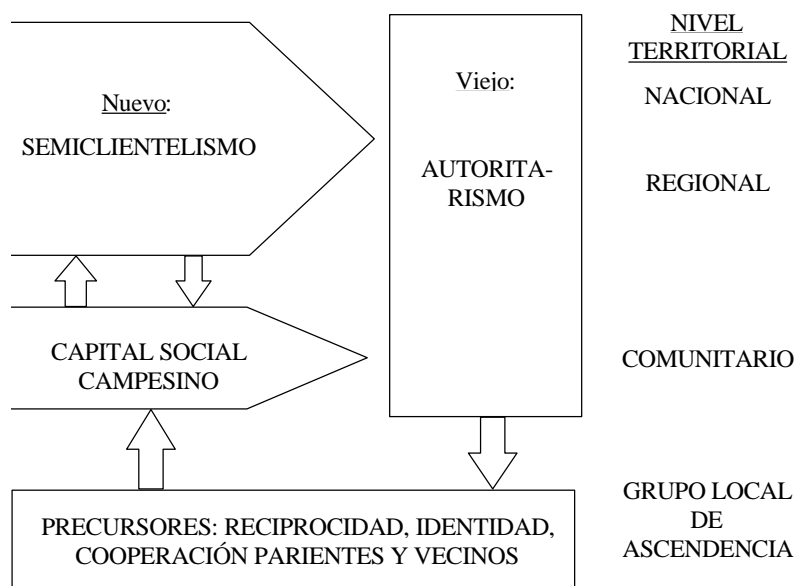 Nuevo:
SEMICLIENTELISMO
Viejo:
AUTORITA-
RISMO
NIVEL
TERRITORIAL
NACIONAL
REGIONAL
CAPITAL SOCIAL
CAMPESINO
COMUNITARIO
PRECURSORES: RECIPROCIDAD, IDENTIDAD,
COOPERACIÓN PARIENTES Y VECINOS
GRUPO LOCAL
DE
ASCENDENCIA